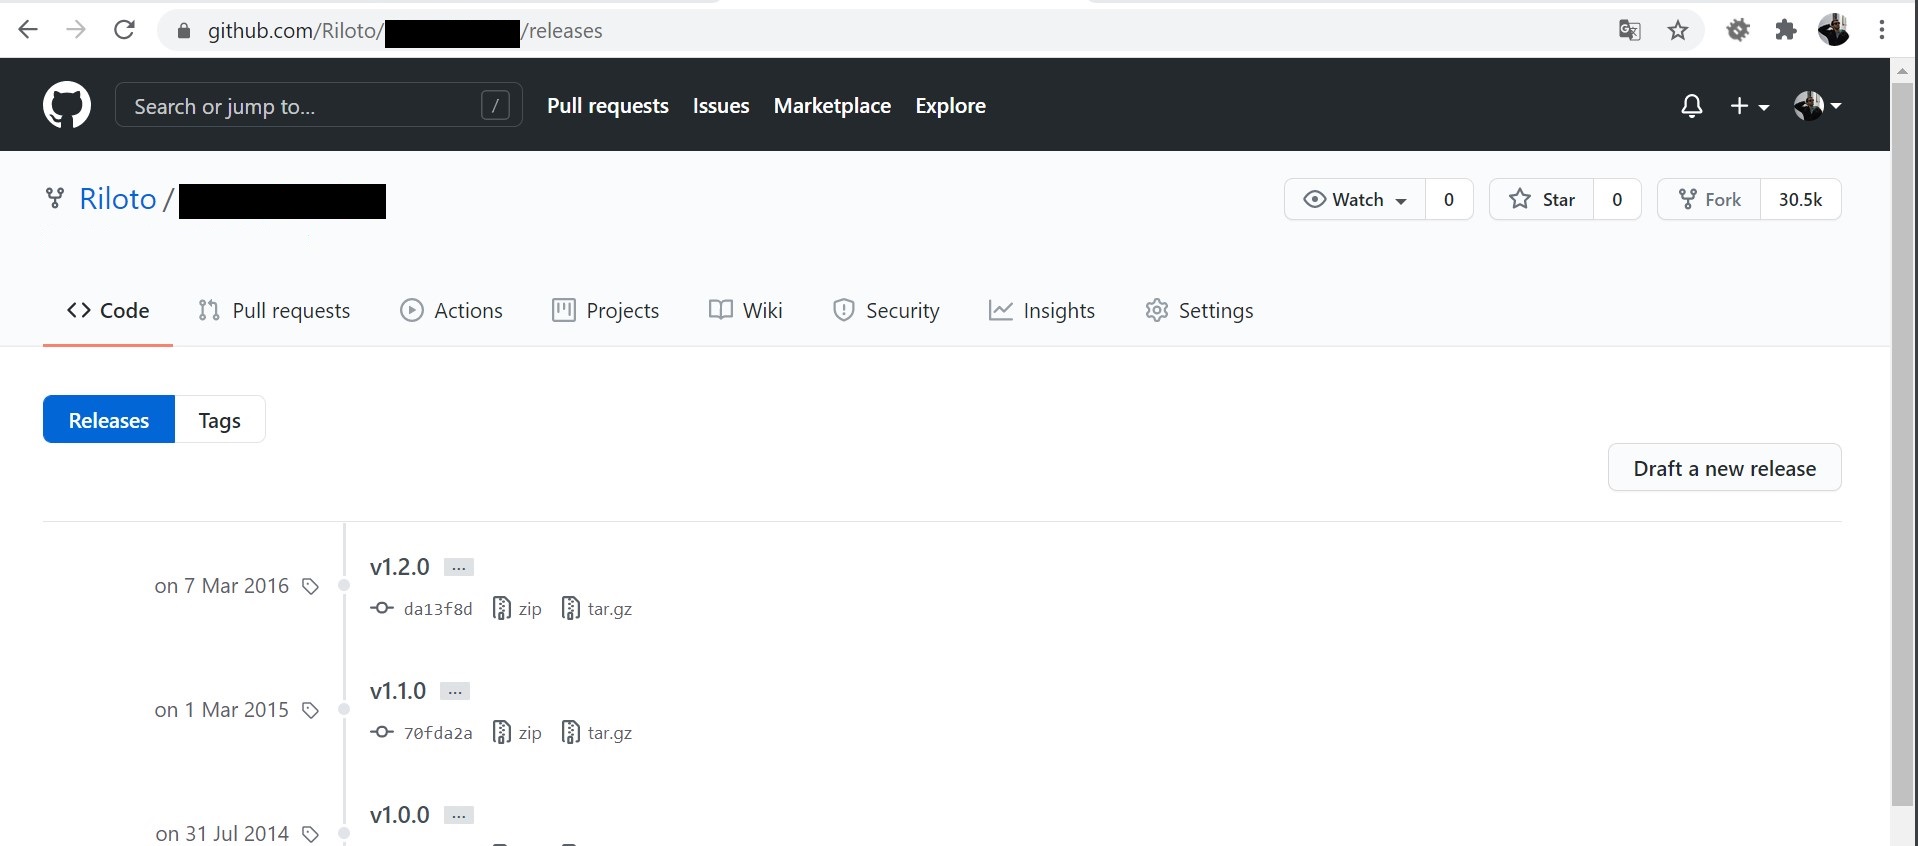 github.com/Riloto/ /releases
Search or jump to... /
Pull requests Issues Marketplace Explore
Riloto /
Watch 0 Star 0 Fork 30.5k
Code Pull requests Actions Projects Wiki Security Insights Settings
Releases Tags
Draft a new release
on 7 Mar 2016
v1.2.0 ...
da13f8d zip tar.gz
on 1 Mar 2015
v1.1.0 ...
70fda2a zip tar.gz
on 31 Jul 2014
v1.0.0 ...